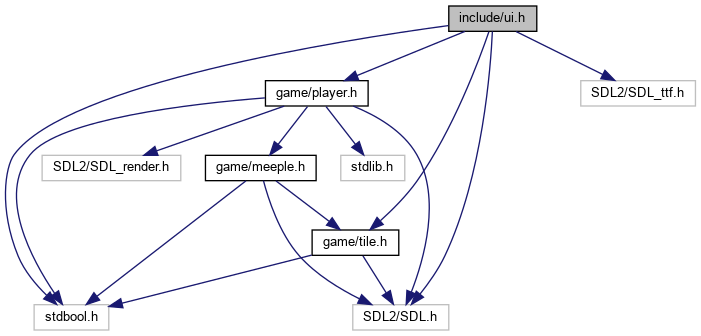 include/ui.h
game/player.h
SDL2/SDL_ttf.h
SDL2/SDL_render.h
game/meeple.h
stdlib.h
game/tile.h
stdbool.h
SDL2/SDL.h